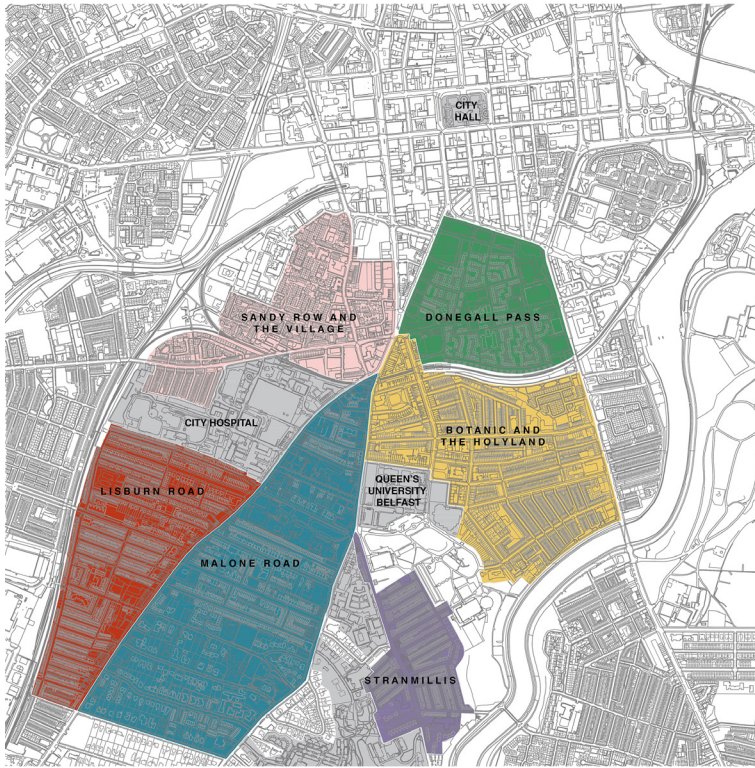 CITY
HALL
SANDY ROW AND
THE VILLAGE
DONEGALL PASS
CITY HOSPITAL
BOTANIC AND
THE HOLYLAND
LISBURN ROAD
QUEEN'S
UNIVERSITY
BELFAST
MALONE ROAD
STRANMILLIS